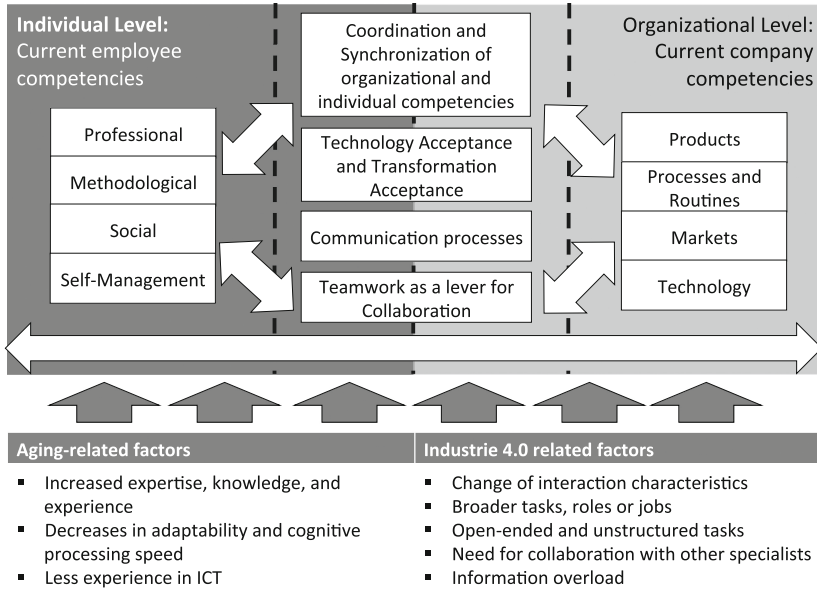 Individual Level:
Current employee
competencies
Coordination and
Synchronization of
organizational and
individual competencies
Organizational Level:
Current company
competencies
Professional
Methodological
Social
Self-Management
Technology Acceptance
and Transformation
Acceptance
Communication processes
Teamwork as a lever for
Collaboration
Products
Processes and
Routines
Markets
Technology
Aging-related factors
▪ Increased expertise, knowledge, and
experience
▪ Decreases in adaptability and cognitive
processing speed
▪ Less experience in ICT
Industrie 4.0 related factors
▪ Change of interaction characteristics
▪ Broader tasks, roles or jobs
▪ Open-ended and unstructured tasks
▪ Need for collaboration with other specialists
▪ Information overload